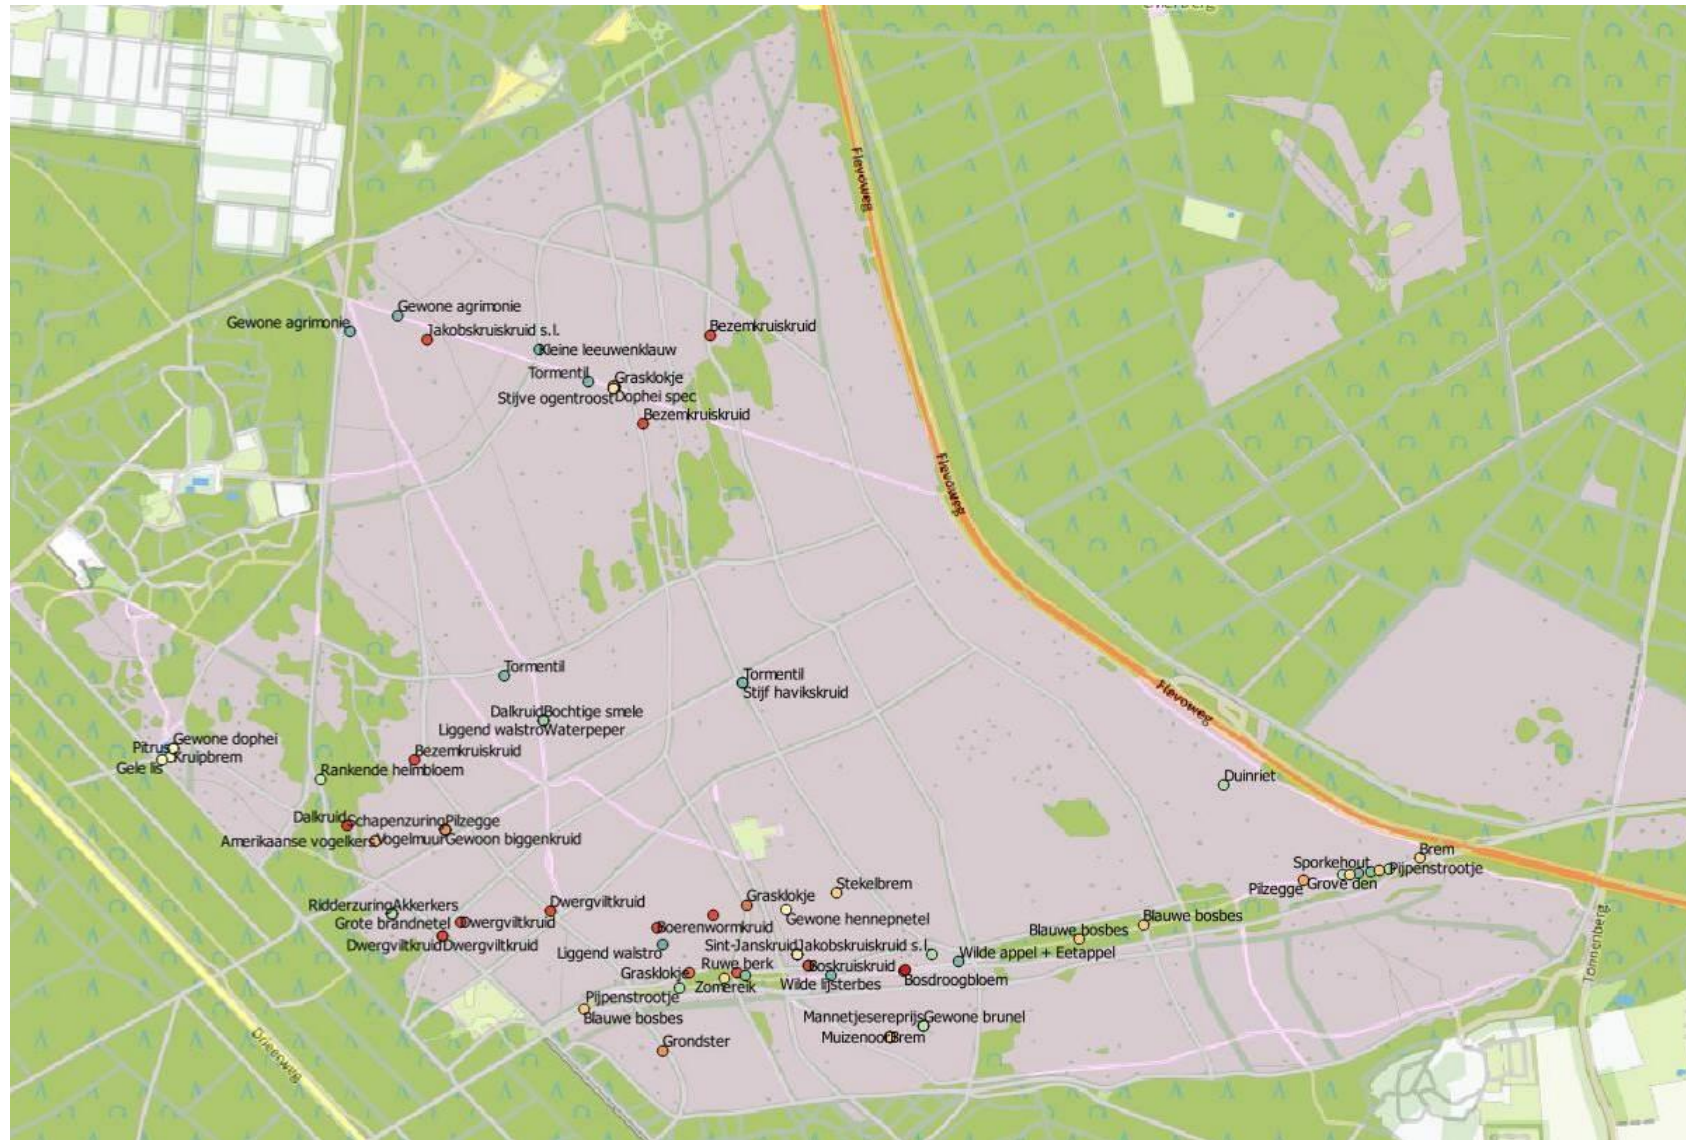 Flevoweg
Gewone agrimonie
Gewone agrimonie
Jakobskruiskruid s.l.
Bezemkruiskruid
Kleine leeuwenklauw
Tormentil
Grasklokje
Stijve ogentroost
Dophei spec
Bezemkruiskruid
Flevoweg
Tormentil
Tormentil
Stijf havikskruid
Flevoweg
Dalkruid
Bochtige smele
Liggend walstro
Waterpeper
Gewone dophei
Pitrus
Kruipbrem
Gele lis
Bezemkruiskruid
Rankende helmbloem
Duinriet
Dalkruid
Schapenzuring
Pilzegge
Amerikaanse vogelkers
Vogelmuur
Gewoon biggenkruid
Brem
Sporkehout
Pijpenstrootje
Pilzegge
Grove den
Stekelbrem
Grasklokje
Dwergviltkruid
Ridderzuring
Akkerkers
Gewone hennepnetel
Blauwe bosbes
Grote brandnetel
Dwergviltkruid
Boerenwormkruid
Blauwe bosbes
Dwergviltkruid
Dwergviltkruid
Liggend walstro
Sint-Janskruid
Jakobskruiskruid s.l.
Wilde appel + Eetappel
Tonnenberg
Ruwe berk
Boskruiskruid
Grasklokje
Zomereik
Wilde lijsterbes
Bosdroogbloem
Pijpenstrootje
Blauwe bosbes
Mannetjesereprijs
Gewone brunel
Muizenoor
Brem
Grondster
Drieërweg